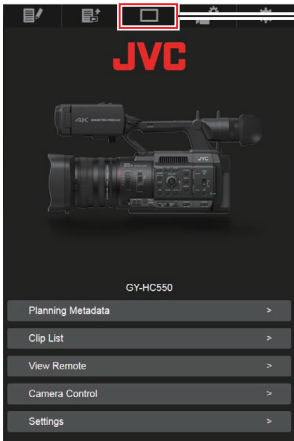 JVC
4K
JVC
GY-HC550
Planning Metadata >
Clip List >
View Remote >
Camera Control >
Settings >